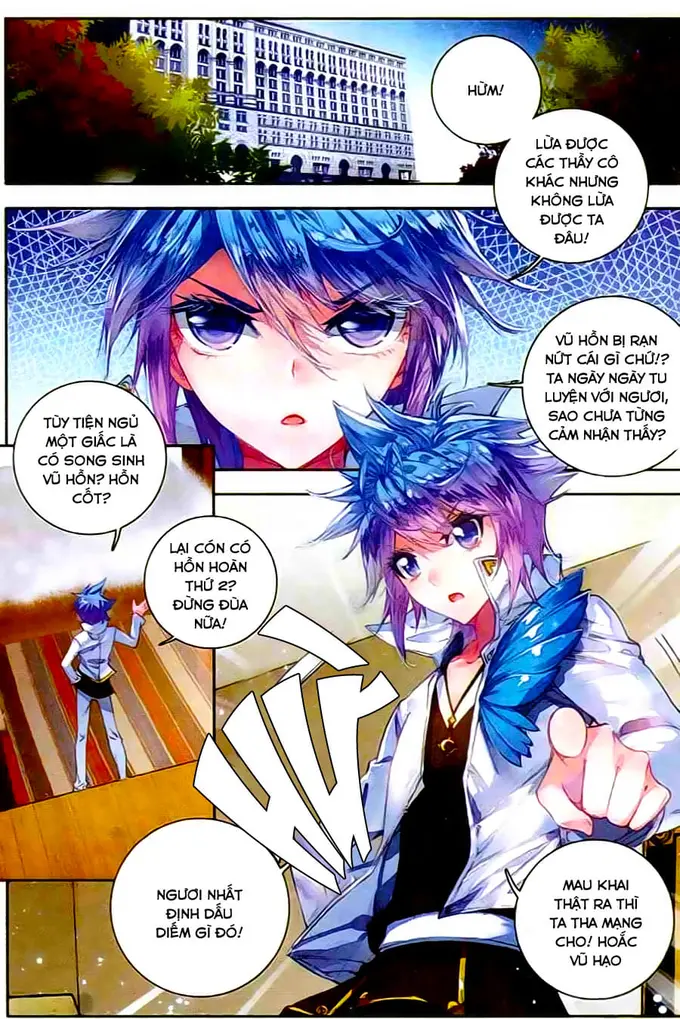 HỪM!
LỪA ĐƯỢC
CÁC THẦY CÔ
KHÁC NHƯNG
KHÔNG LỪA
ĐƯỢC TA
ĐÂU!
VŨ HỒN BỊ RẠN
NỨT CÁI GÌ CHỨ!?
TA NGÀY NGÀY TU
LUYỆN VỚI NGƯƠI,
SAO CHƯA TỪNG
CẢM NHẬN THẤY?
TÙY TIỆN NGỦ
MỘT GIẤC LÀ
CÓ SONG SINH
VŨ HỒN? HỒN
CỐT?
LẠI CÓN CÓ
HỒN HOÀN
THỨ 2?
ĐỪNG ĐÙA
NỮA!
HỪ
NGƯƠI NHẤT
ĐỊNH DẤU
DIẾM GÌ ĐÓ!
MAU KHAI
THẬT RA THÌ
TA THA MẠNG
CHO! HOẮC
VŨ HẠO